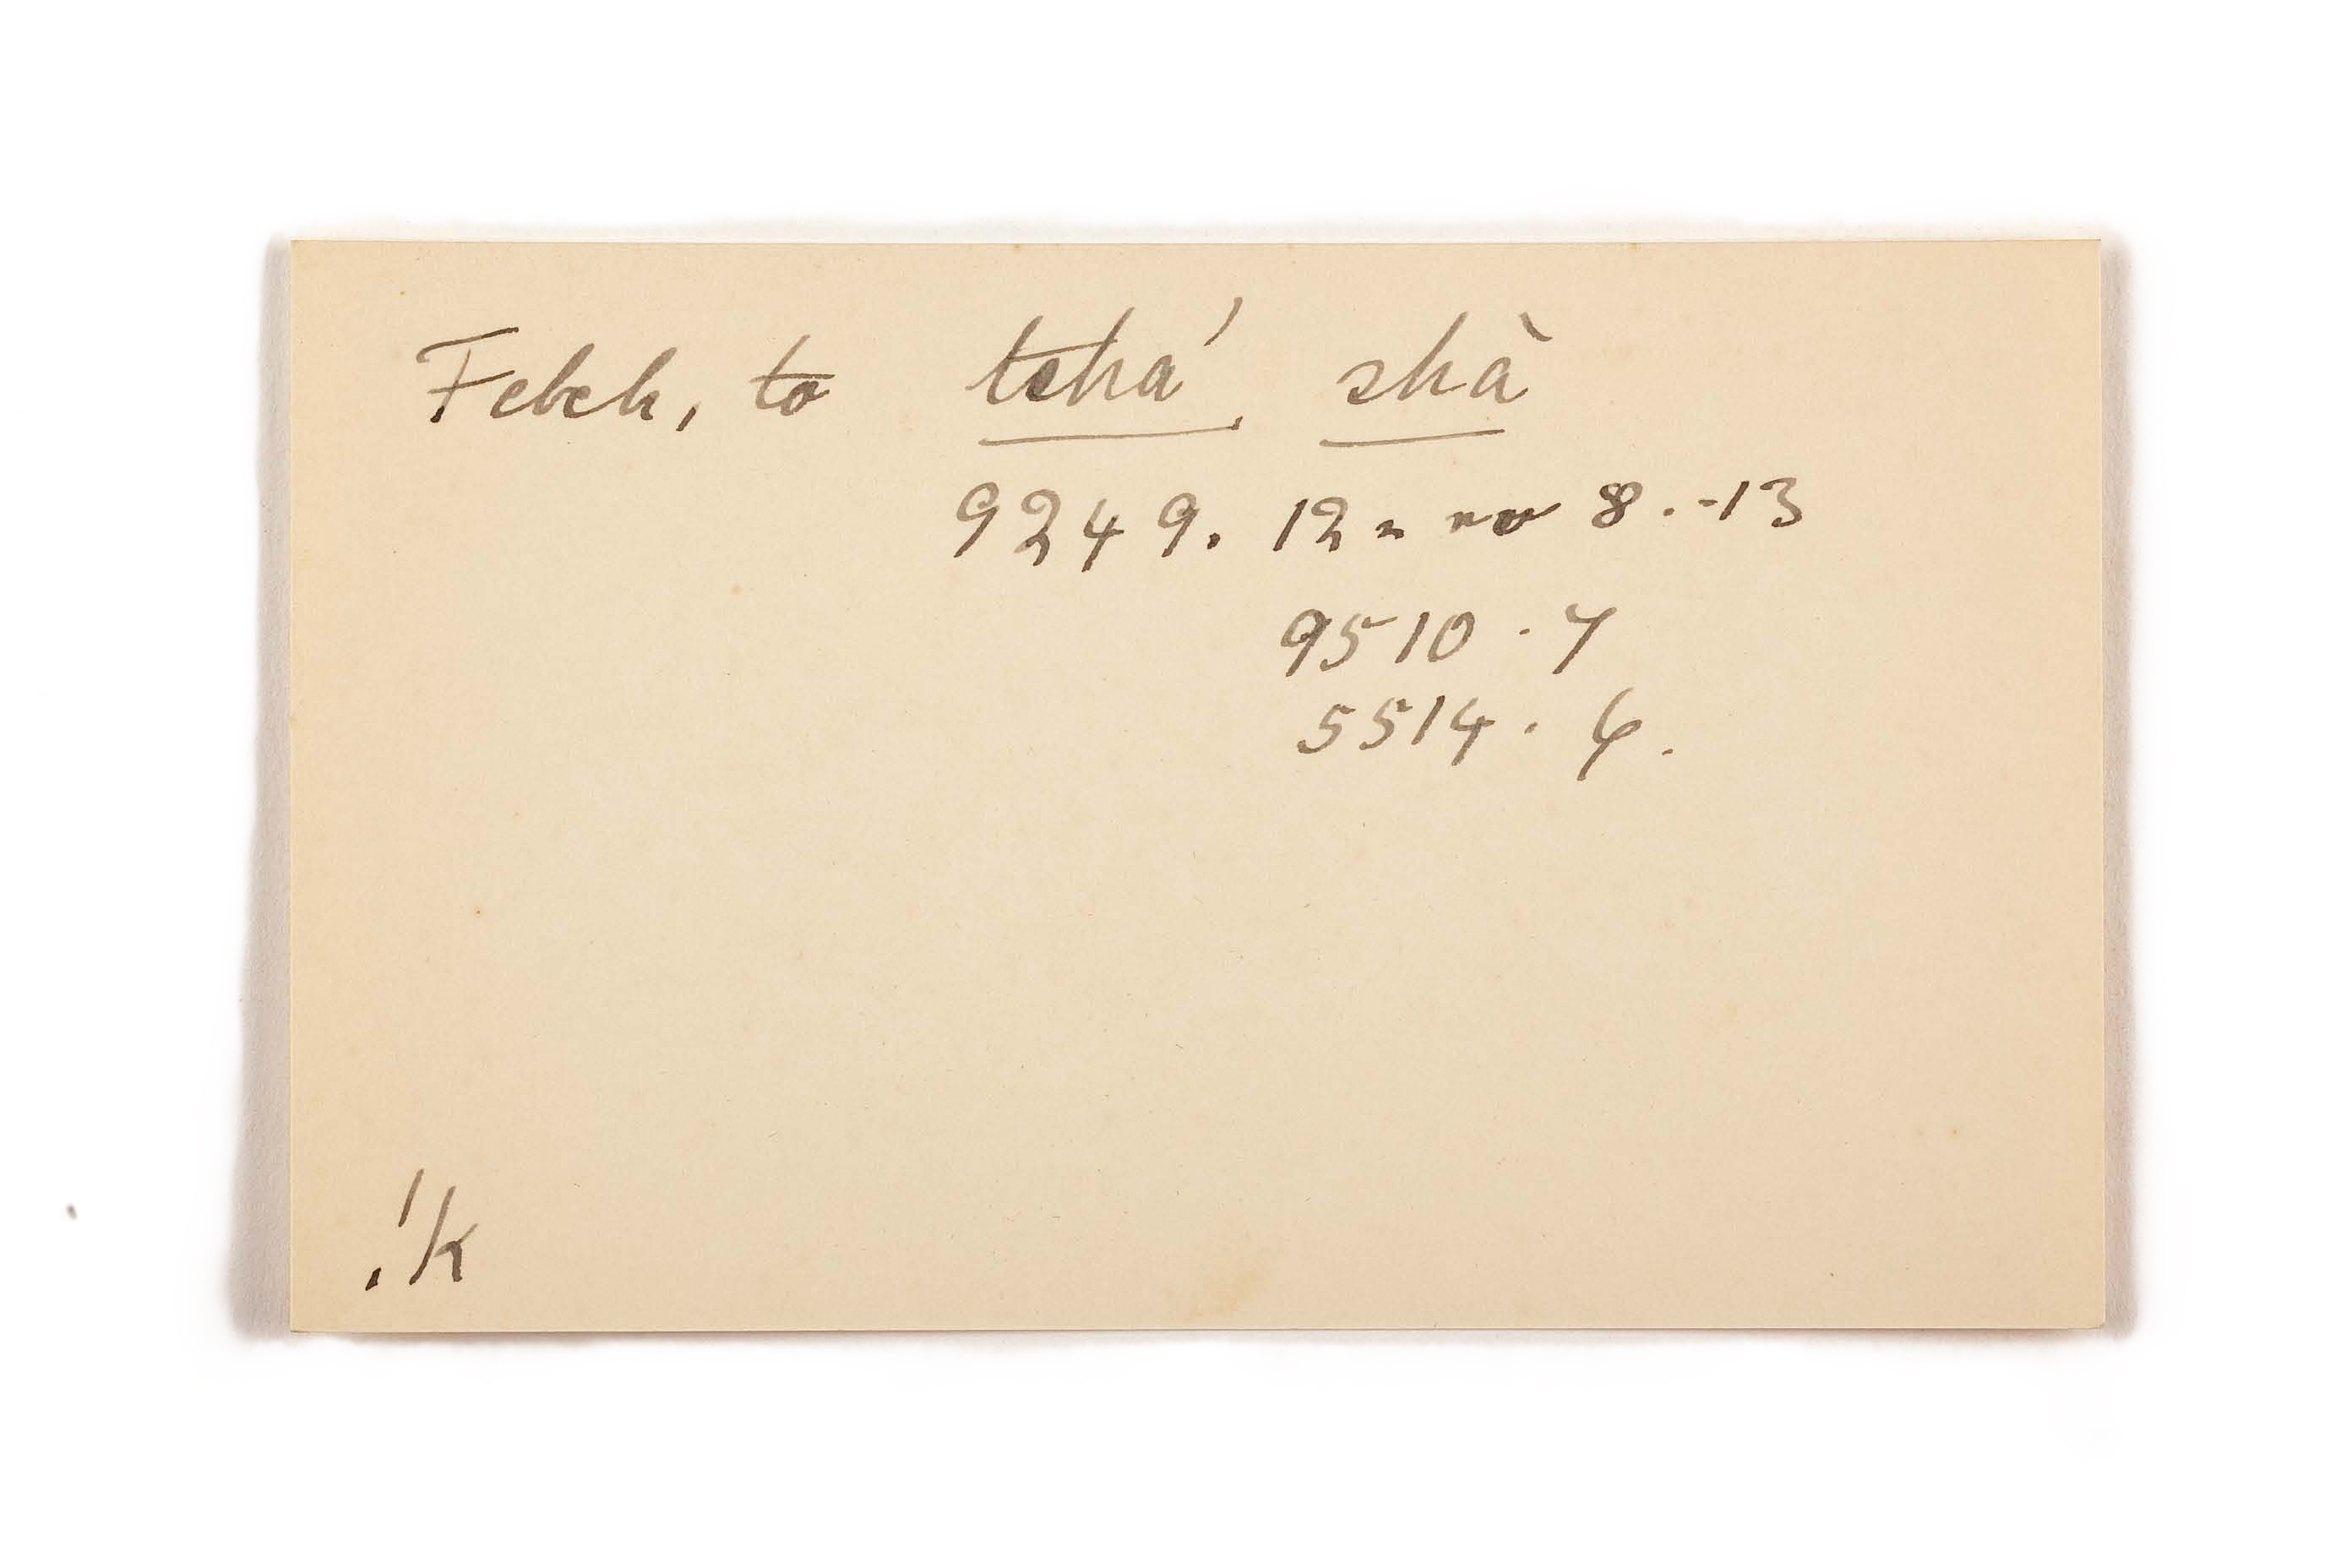 Fetch, to tchá, shà
9249. 12 8.-13
9510.7
5514.6.
!k